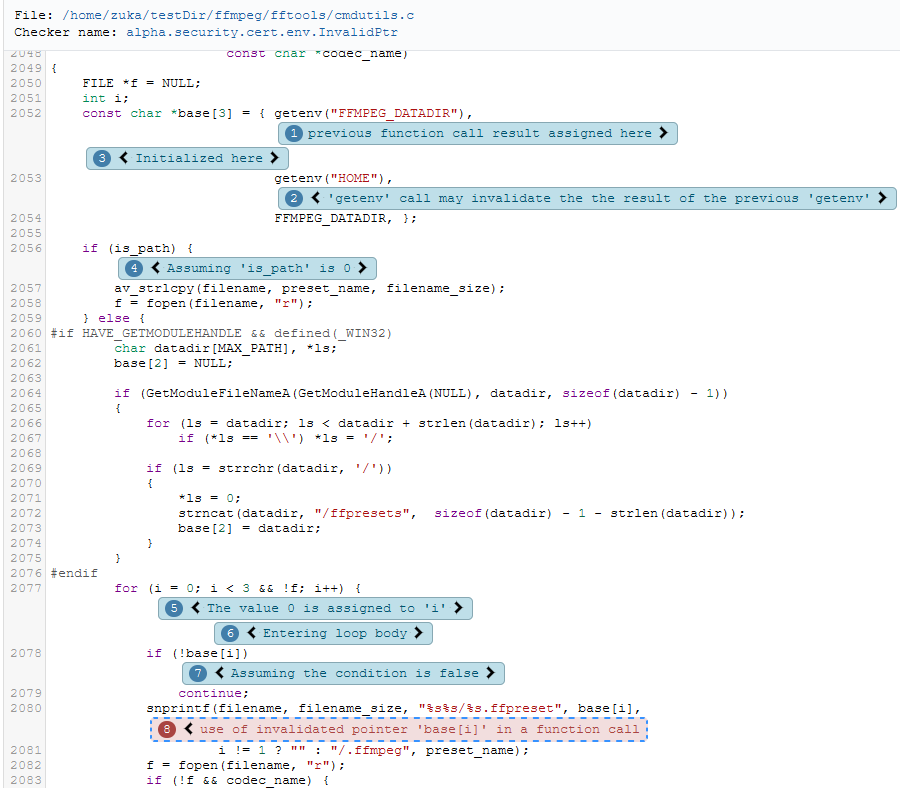 File: /home/zuka/testDir/ffmpeg/fftools/cmdutils.c
Checker name: alpha.security.cert.env.InvalidPtr
2048 const char *codec_name)
2049 {
2050 FILE *f = NULL;
2051 int i;
2052 const char *base[3] = { getenv("FFMPEG_DATADIR"),
1 previous function call result assigned here
3 Initialized here
2053 getenv("HOME"),
2 'getenv' call may invalidate the the result of the previous 'getenv'
2054 FFMPEG_DATADIR, };
2055
2056 if (is_path) {
4 Assuming 'is_path' is 0
2057 av_strlcpy(filename, preset_name, filename_size);
2058 f = fopen(filename, "r");
2059 } else {
2060 #if HAVE_GETMODULEHANDLE && defined(_WIN32)
2061 char datadir[MAX_PATH], *ls;
2062 base[2] = NULL;
2063
2064 if (GetModuleFileNameA(GetModuleHandleA(NULL), datadir, sizeof(datadir) - 1))
2065 {
2066 for (ls = datadir; ls < datadir + strlen(datadir); ls++)
2067 if (*ls == '\\') *ls = '/';
2068
2069 if (ls = strrchr(datadir, '/'))
2070 {
2071 *ls = 0;
2072 strncat(datadir, "/ffpresets", sizeof(datadir) - 1 - strlen(datadir));
2073 base[2] = datadir;
2074 }
2075 }
2076 #endif
2077 for (i = 0; i < 3 && !f; i++) {
5 The value 0 is assigned to 'i'
6 Entering loop body
2078 if (!base[i])
7 Assuming the condition is false
2079 continue;
2080 snprintf(filename, filename_size, "%s%s/%s.ffpreset", base[i],
8 use of invalidated pointer 'base[i]' in a function call
2081 i != 1 ? "" : "/.ffmpeg", preset_name);
2082 f = fopen(filename, "r");
2083 if (!f && codec_name) {